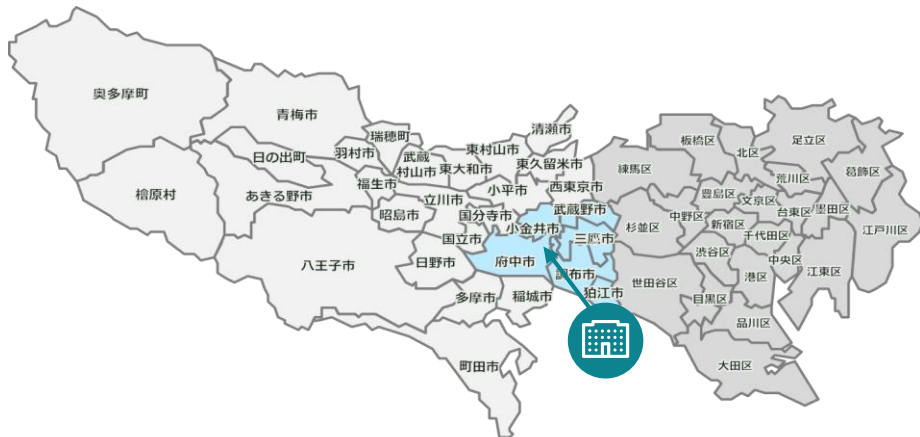 奥多摩町
青梅市
瑞穂町
羽村市
日の出町
檜原村
あきる野市
福生市
武蔵
村山市
東大和市
東村山市
清瀬市
東久留米市
小平市
西東京市
昭島市
立川市
国分寺市
小金井市
武蔵野市
三鷹市
国立市
府中市
調布市
狛江市
八王子市
日野市
多摩市
稲城市
町田市
練馬区
板橋区
北区
足立区
葛飾区
荒川区
豊島区
文京区
台東区
墨田区
江戸川区
杉並区
中野区
新宿区
千代田区
渋谷区
中央区
江東区
港区
世田谷区
目黒区
品川区
大田区